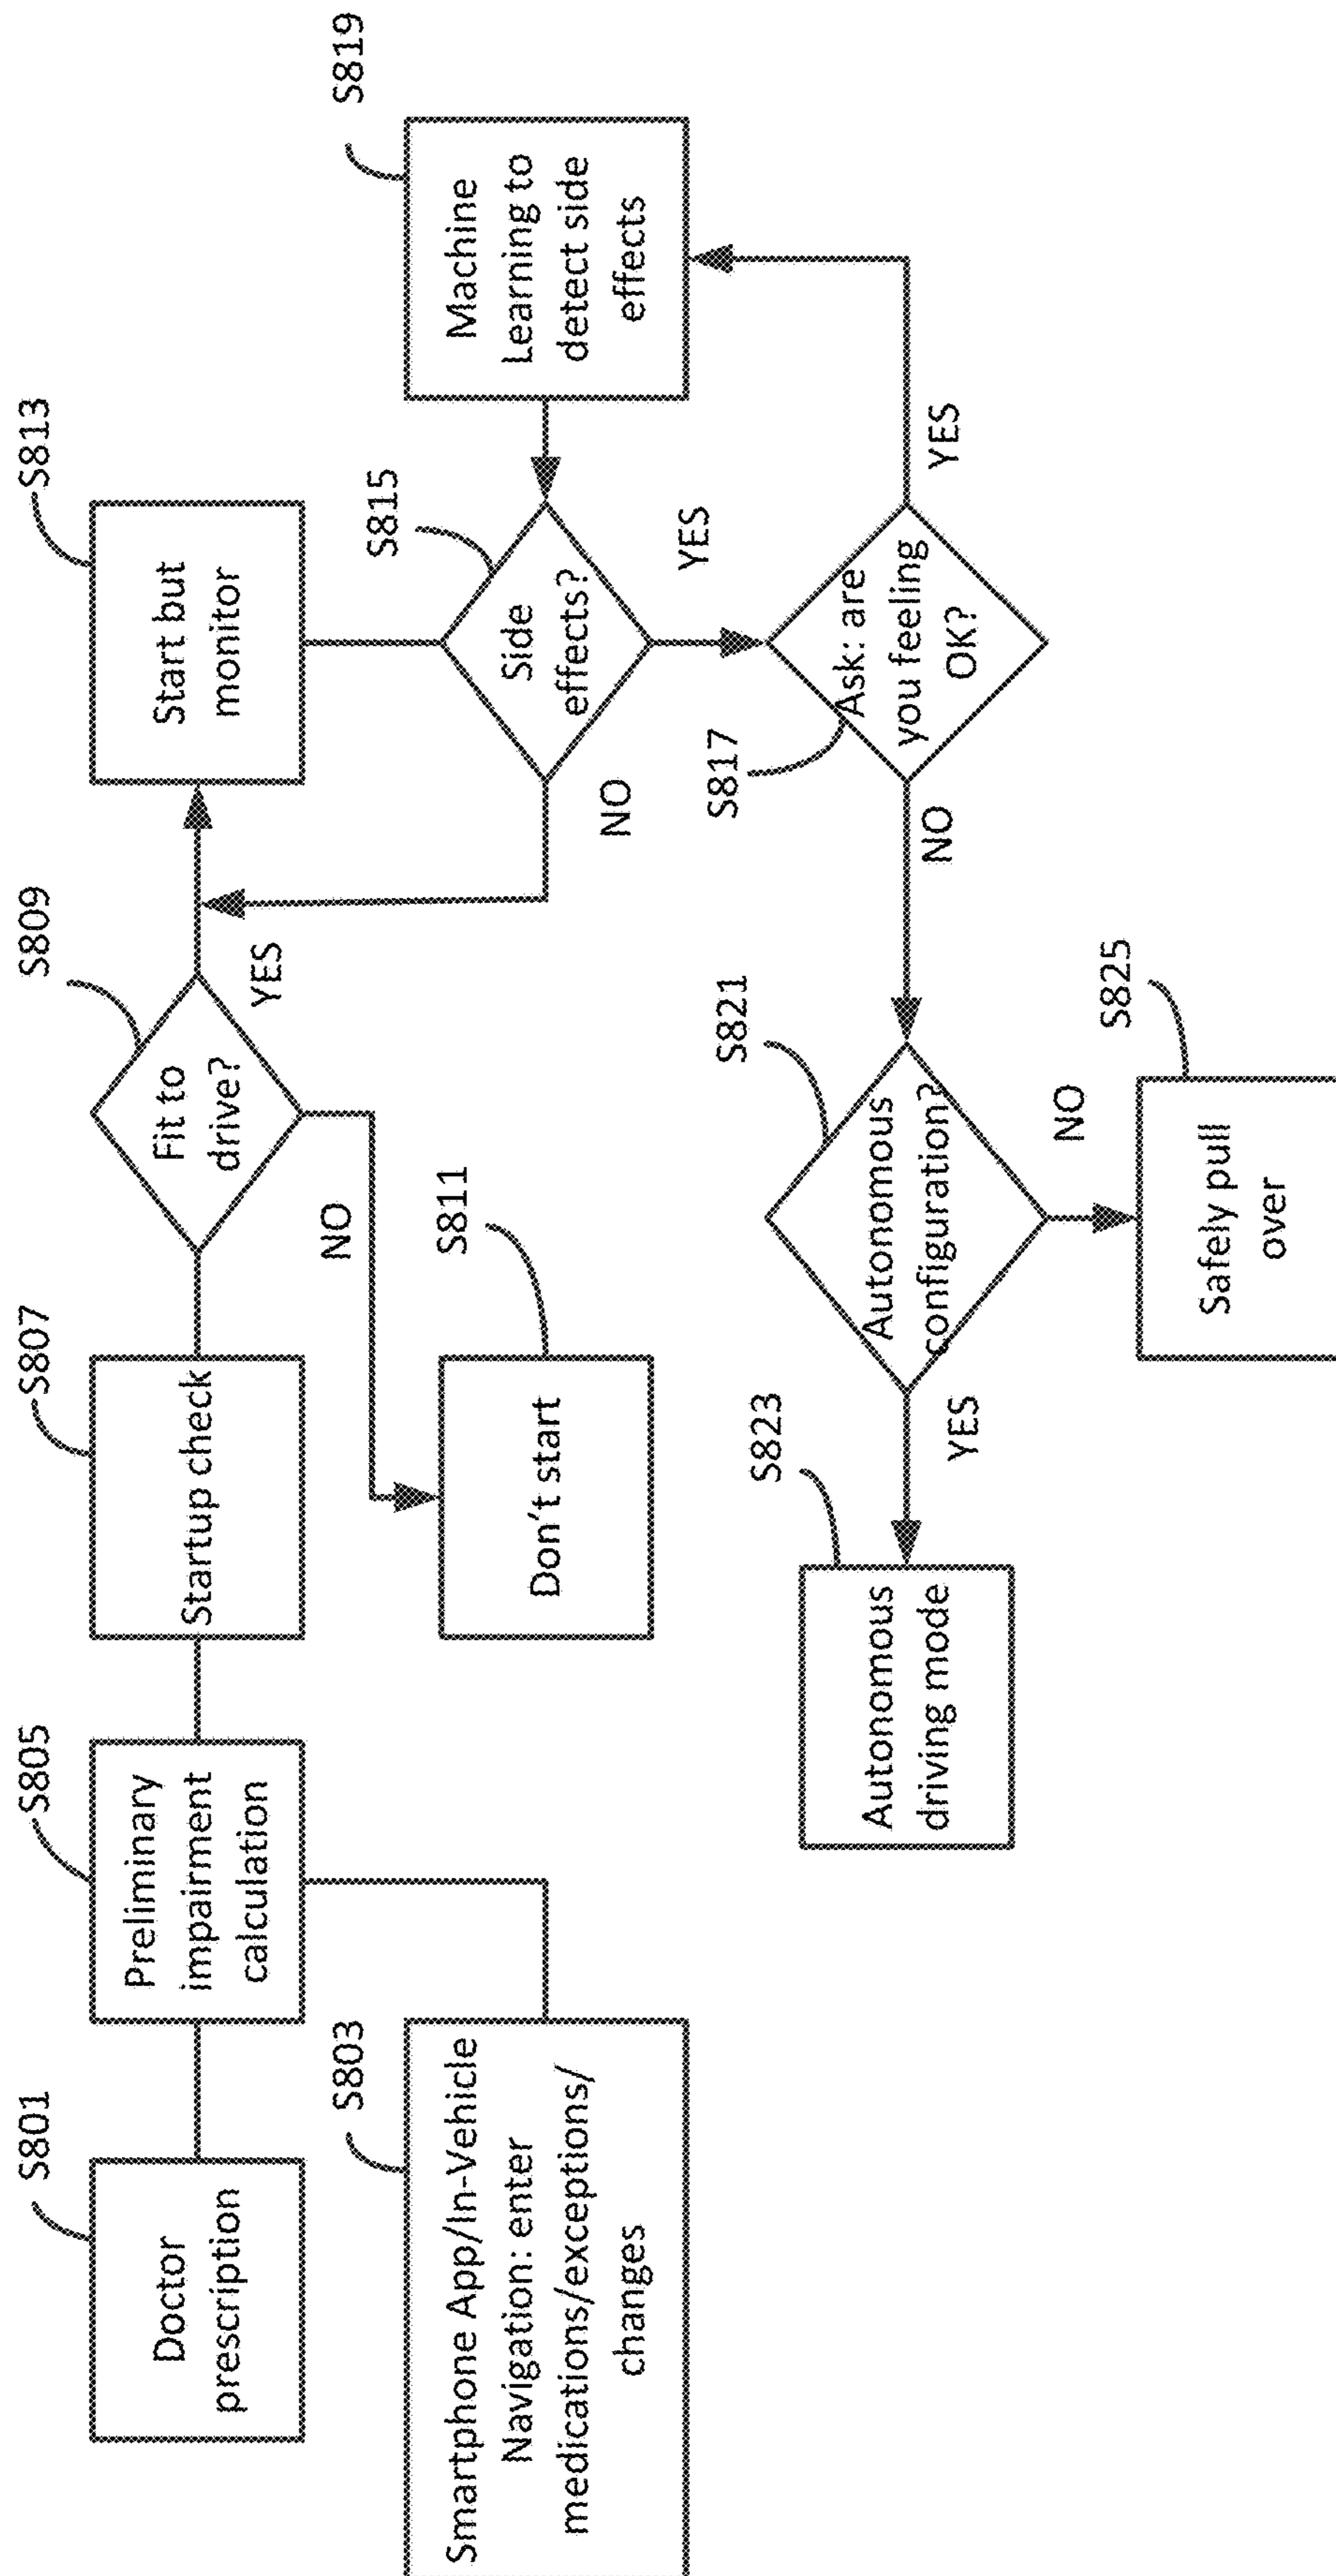 S801
Doctor
prescription
S803
Smartphone App/In-Vehicle
Navigation: enter
medications/exceptions/
changes
S805
Preliminary
impairment
calculation
S807
Startup check
S809
Fit to
drive?
YES
NO
S811
Don't start
S813
Start but
monitor
S815
Side
effects?
NO
YES
S819
Machine
Learning to
detect side
effects
S817
Ask: are
you feeling
OK?
YES
NO
S821
Autonomous
configuration?
YES
NO
S823
Autonomous
driving mode
S825
Safely pull
over